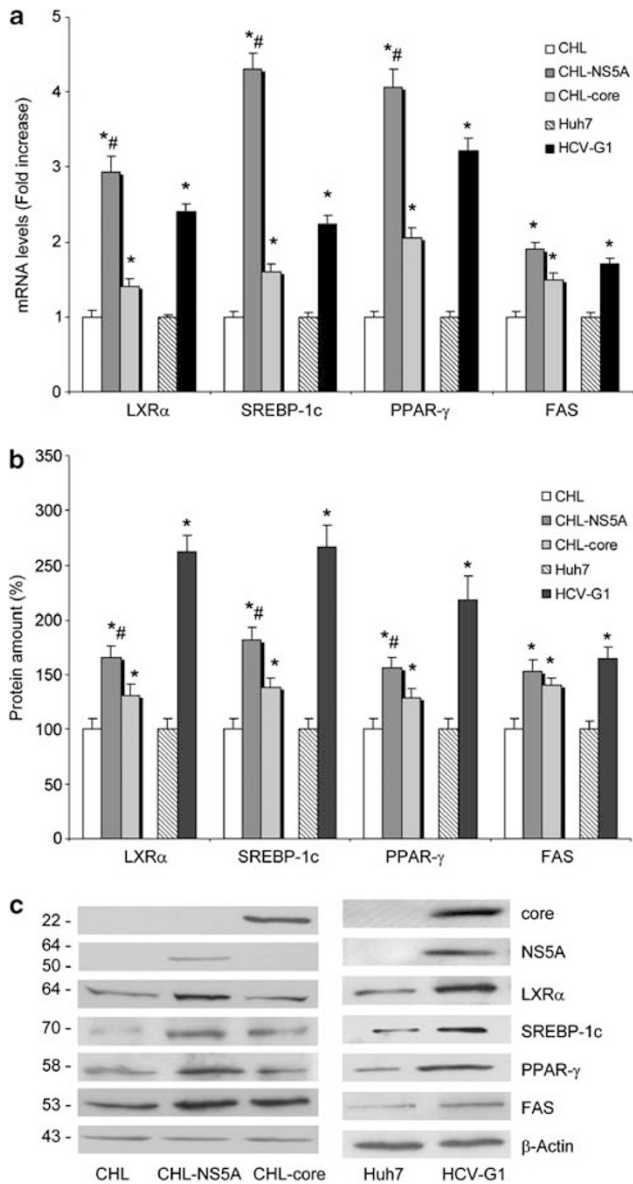 a
mRNA levels (Fold increase)
5
4
3
2
1
0
*# * * *# * * *# * * * * *
CHL
CHL-NS5A
CHL-core
Huh7
HCV-G1
LXRα SREBP-1c PPAR-γ FAS
b
Protein amount (%)
350
300
250
200
150
100
50
0
*# * * *# * * *# * * * * *
CHL
CHL-NS5A
CHL-core
Huh7
HCV-G1
LXRα SREBP-1c PPAR-γ FAS
c
22 - core
64 -
50 - NS5A
64 - LXRα
70 - SREBP-1c
58 - PPAR-γ
53 - FAS
43 - β-Actin
CHL CHL-NS5A CHL-core Huh7 HCV-G1